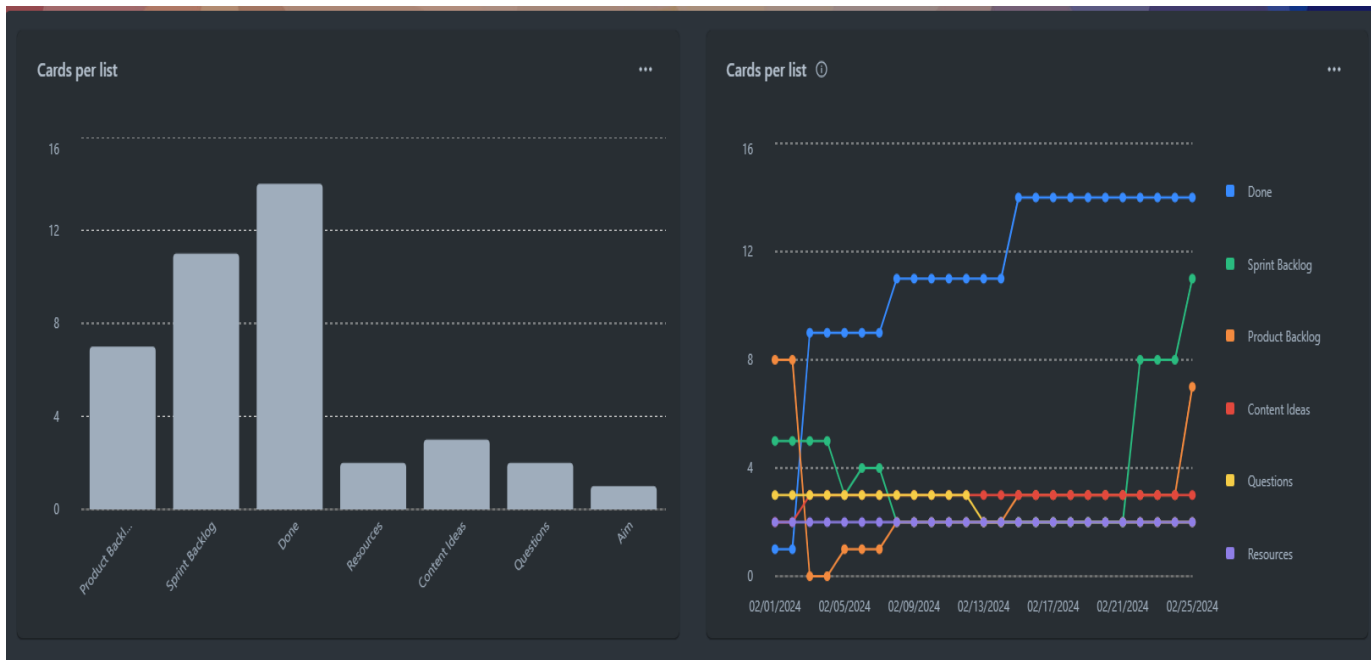 Cards per list
16
12
8
4
0
Product Backl...
Sprint Backlog
Done
Resources
Content Ideas
Questions
Aim
Cards per list
16
12
8
4
0
02/01/2024 02/05/2024 02/09/2024 02/13/2024 02/17/2024 02/21/2024 02/25/2024
Done
Sprint Backlog
Product Backlog
Content Ideas
Questions
Resources